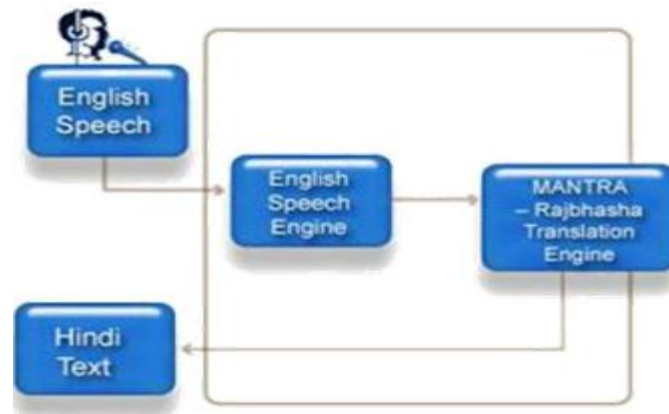 English
Speech
English
Speech
Engine
MANTRA
– Rajbhasha
Translation
Engine
Hindi
Text